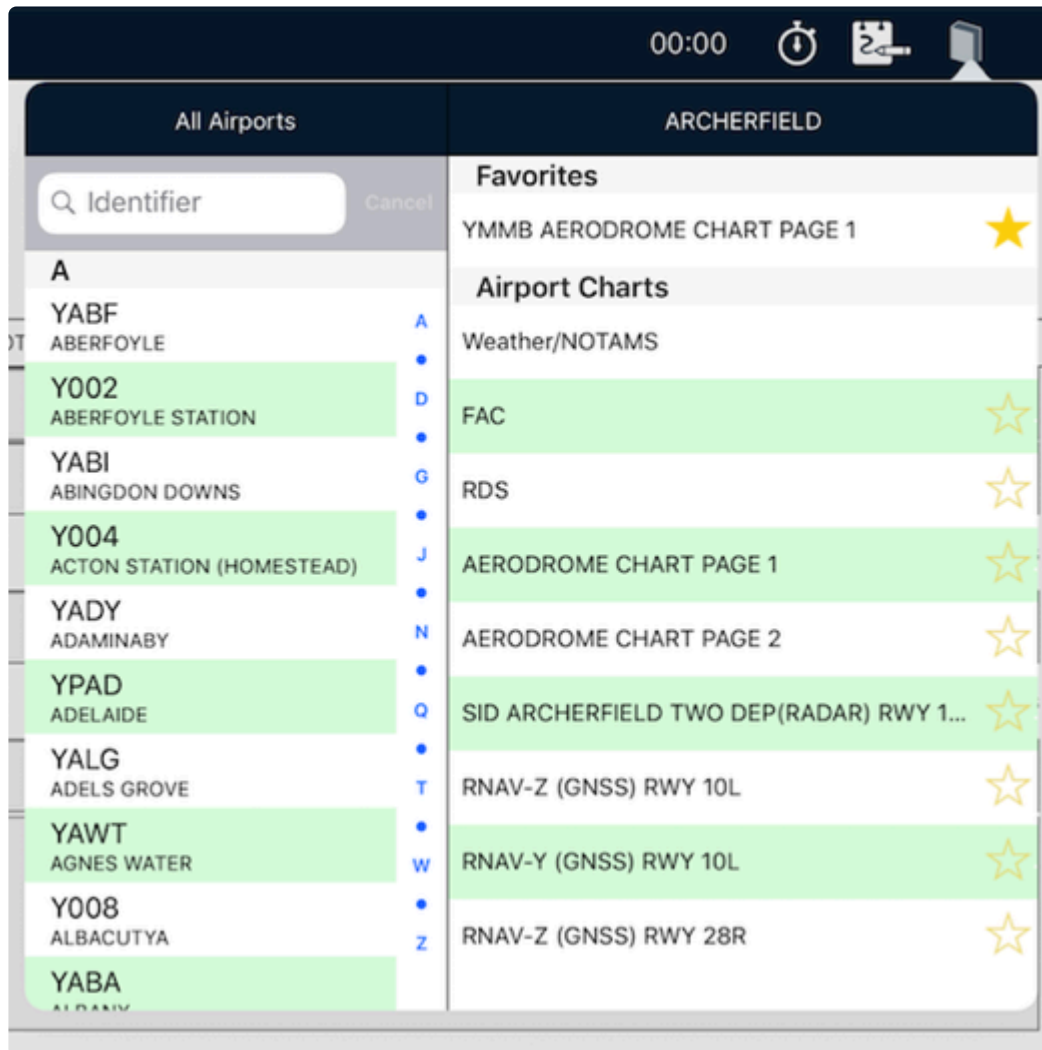 00:00
All Airports
ARCHERFIELD
Identifier
Cancel
A
YABF
ABERFOYLE
Y002
ABERFOYLE STATION
YABI
ABINGDON DOWNS
Y004
ACTON STATION (HOMESTEAD)
YADY
ADAMINABY
YPAD
ADELAIDE
YALG
ADELS GROVE
YAWT
AGNES WATER
Y008
ALBACUTYA
YABA
ALBANY
A
D
G
J
N
Q
T
W
Z
Favorites
YMMB AERODROME CHART PAGE 1
Airport Charts
Weather/NOTAMS
FAC
RDS
AERODROME CHART PAGE 1
AERODROME CHART PAGE 2
SID ARCHERFIELD TWO DEP(RADAR) RWY 1...
RNAV-Z (GNSS) RWY 10L
RNAV-Y (GNSS) RWY 10L
RNAV-Z (GNSS) RWY 28R